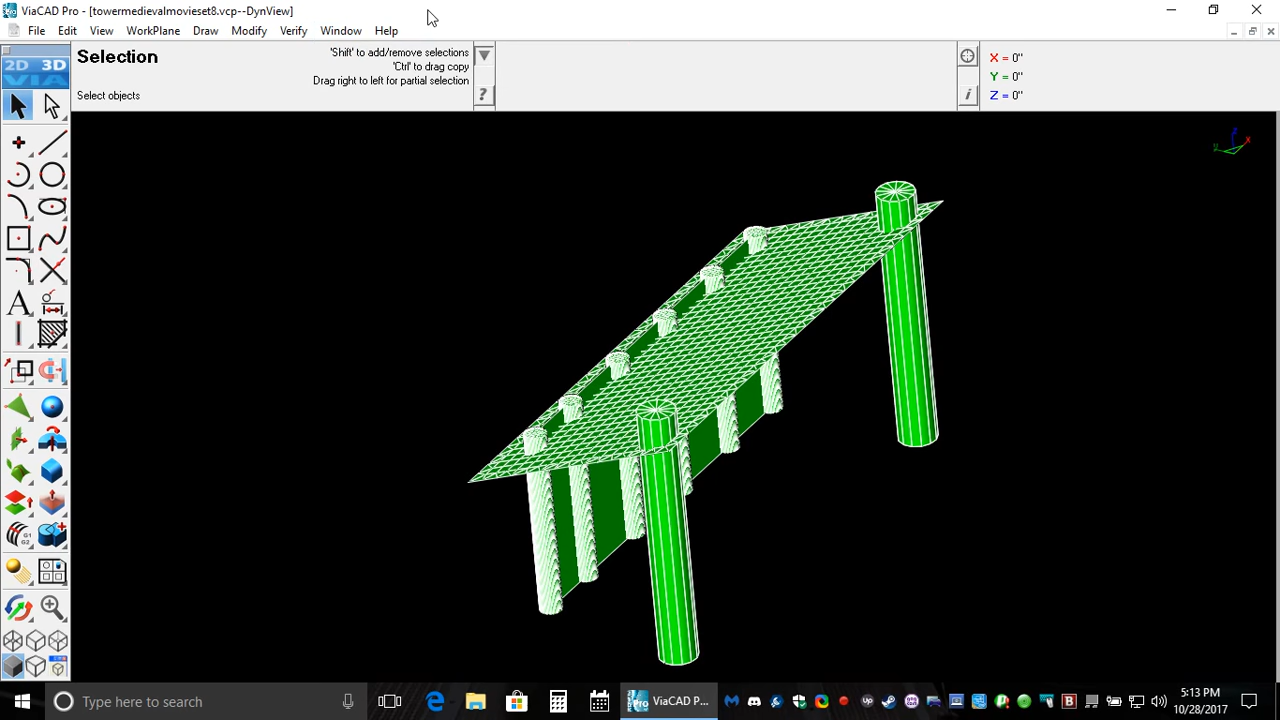 ViaCAD Pro - [towermedievalmovieset8.vcp--DynView]
File Edit View WorkPlane Draw Modify Verify Window Help
2D 3D
VIA
Selection
'Shift' to add/remove selections
'Ctrl' to drag copy
Drag right to left for partial selection
Select objects
?
i
X = 0"
Y = 0"
Z = 0"
A
G1
G2
Type here to search
ViaCAD P...
5:13 PM
10/28/2017